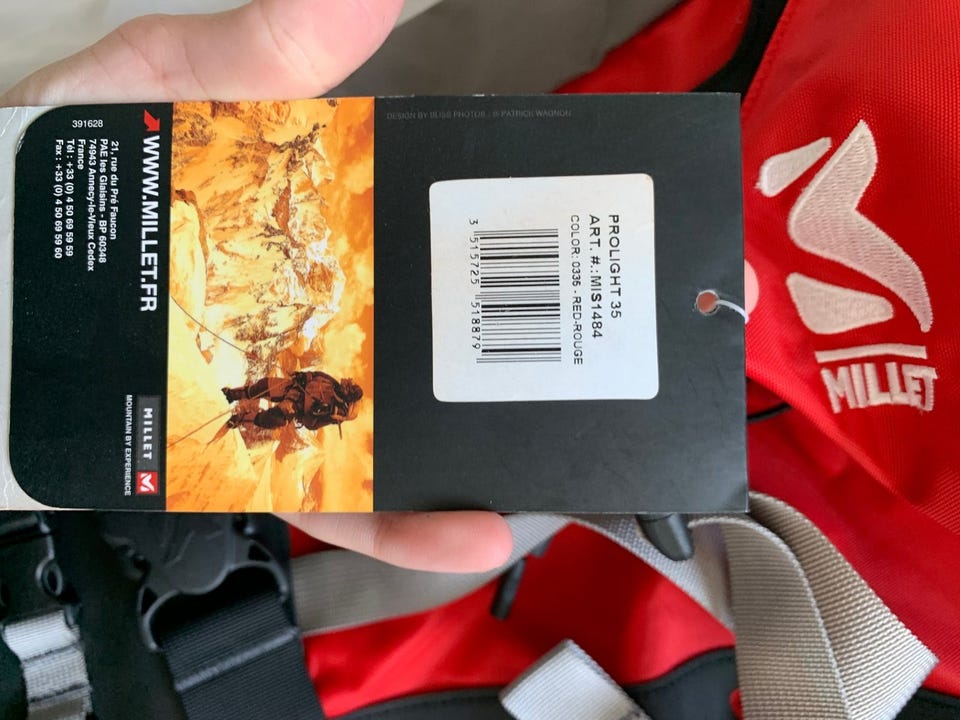 PROLIGHT 35
ART. #.:MIS1484
COLOR: 0335 - RED-ROUGE
3 515725 518879
DESIGN BY BLISS PHOTOS : © PATRICK WAGNON
WWW.MILLET.FR
21, rue du Pré Faucon
PAE les Glaisins - BP 60348
74943 Annecy-le-Vieux Cedex
France
Tél : +33 (0) 4 50 69 59 59
Fax : +33 (0) 4 50 69 59 60
391628
MILLET
MOUNTAIN BY EXPERIENCE
MILLET